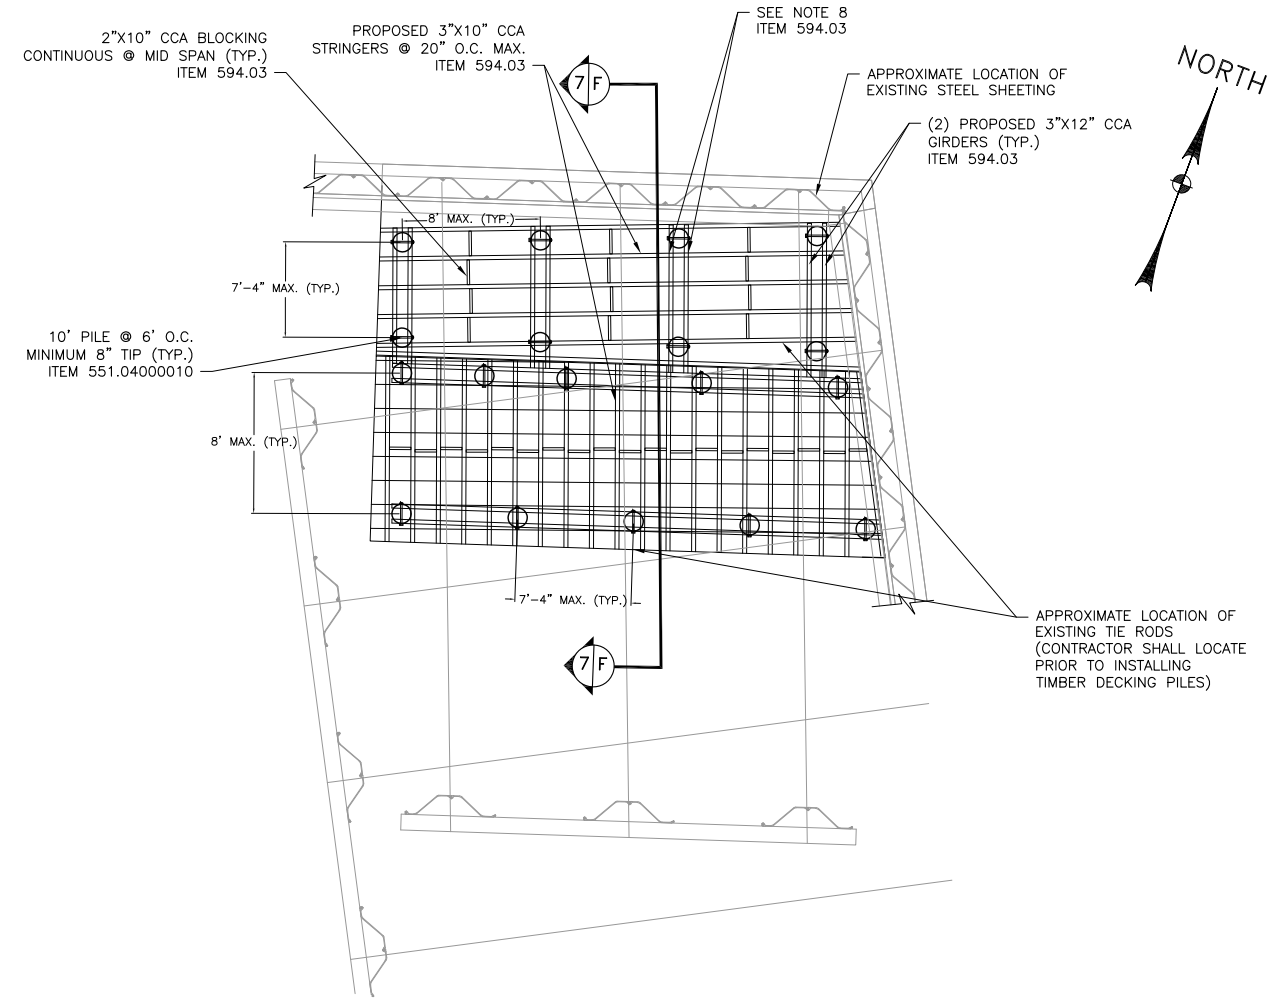 2"X10" CCA BLOCKING
CONTINUOUS @ MID SPAN (TYP.)
ITEM 594.03
PROPOSED 3"X10" CCA
STRINGERS @ 20" O.C. MAX.
ITEM 594.03
SEE NOTE 8
ITEM 594.03
7 F
APPROXIMATE LOCATION OF
EXISTING STEEL SHEETING
(2) PROPOSED 3"X12" CCA
GIRDERS (TYP.)
ITEM 594.03
NORTH
8' MAX. (TYP.)
7'-4" MAX. (TYP.)
10' PILE @ 6' O.C.
MINIMUM 8" TIP (TYP.)
ITEM 551.04000010
8' MAX. (TYP.)
7'-4" MAX. (TYP.)
7 F
APPROXIMATE LOCATION OF
EXISTING TIE RODS
(CONTRACTOR SHALL LOCATE
PRIOR TO INSTALLING
TIMBER DECKING PILES)